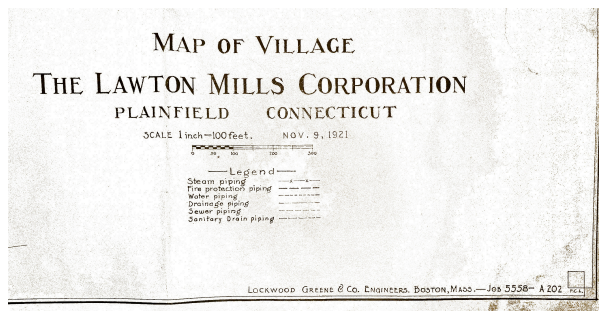 MAP OF VILLAGE
THE LAWTON MILLS CORPORATION
PLAINFIELD CONNECTICUT
SCALE 1 inch—100 feet. NOV. 9, 1921
0 50 100 200 300
—Legend—
Steam piping
Fire protection piping
Water piping
Drainage piping
Sewer piping
Sanitary Drain piping
LOCKWOOD GREENE & CO. ENGINEERS. BOSTON, MASS.—JOB 5558— A 202